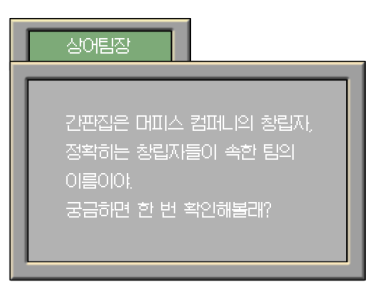 상어팀장
간판집은 머피스 컴퍼니의 창립자,
정확히는 창립자들이 속한 팀의
이름이야.
궁금하면 한 번 확인해볼래?